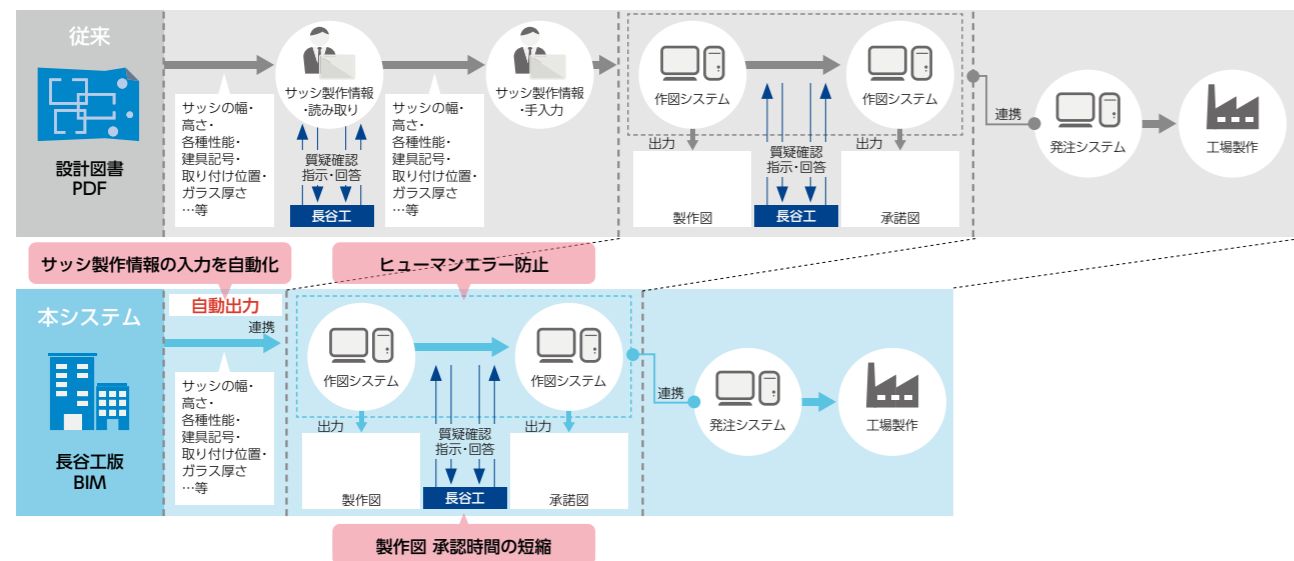 従来
設計図書
PDF
サッシの幅・
高さ・
各種性能・
建具記号・
取り付け位置・
ガラス厚さ
…等
サッシ製作情報
・読み取り
質疑確認
指示・回答
長谷工
サッシの幅・
高さ・
各種性能・
建具記号・
取り付け位置・
ガラス厚さ
…等
サッシ製作情報
・手入力
作図システム
出力
製作図
質疑確認
指示・回答
長谷工
作図システム
出力
承諾図
連携
発注システム
工場製作
サッシ製作情報の入力を自動化
ヒューマンエラー防止
本システム
長谷工版
BIM
自動出力
連携
サッシの幅・
高さ・
各種性能・
建具記号・
取り付け位置・
ガラス厚さ
…等
作図システム
出力
製作図
質疑確認
指示・回答
長谷工
作図システム
出力
承諾図
連携
発注システム
工場製作
製作図 承認時間の短縮